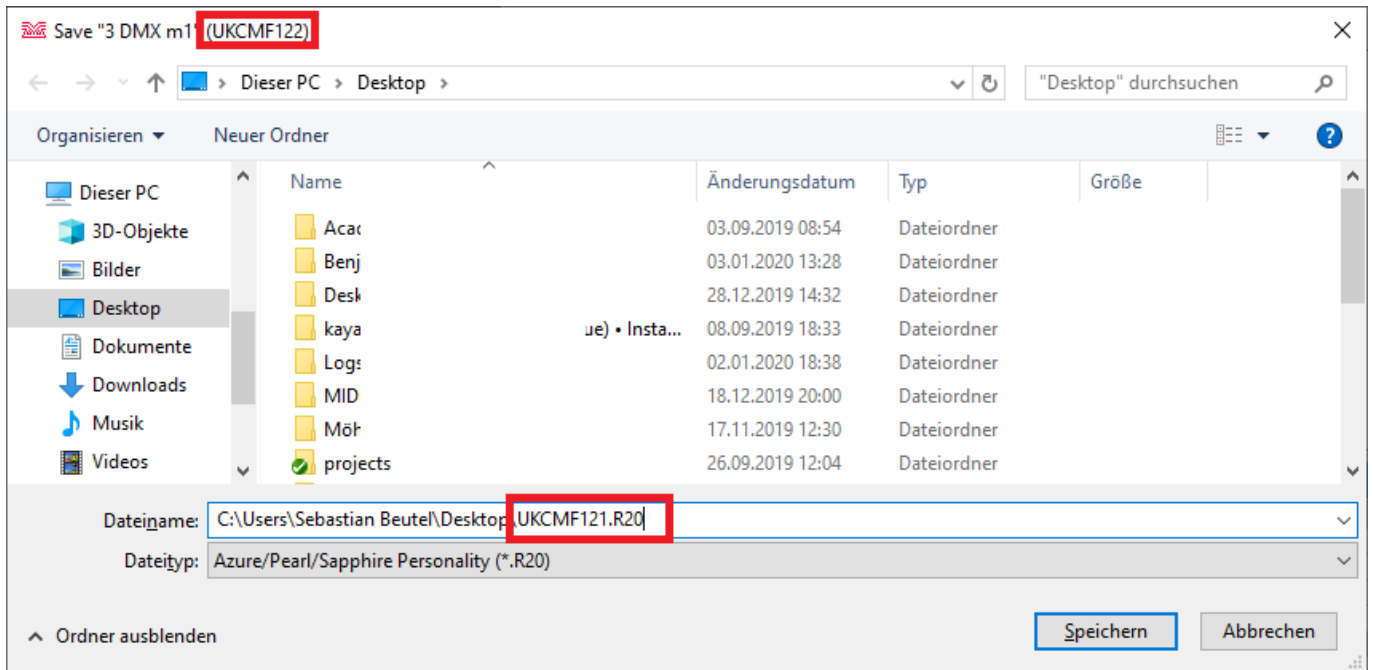 Save "3 DMX m1" (UKCMF122)
Dieser PC > Desktop >
"Desktop" durchsuchen
Organisieren Neuer Ordner
Name Änderungsdatum Typ Größe
Dieser PC
3D-Objekte
Bilder
Desktop
Dokumente
Downloads
Musik
Videos
Acac 03.09.2019 08:54 Dateiordner
Benj 03.01.2020 13:28 Dateiordner
Desk 28.12.2019 14:32 Dateiordner
kaya ue) • Insta... 08.09.2019 18:33 Dateiordner
Logs 02.01.2020 18:38 Dateiordner
MID 18.12.2019 20:00 Dateiordner
Möh 17.11.2019 12:30 Dateiordner
projects 26.09.2019 12:04 Dateiordner
Dateiname: C:\Users\Sebastian Beutel\Desktop\UKCMF121.R20
Dateityp: Azure/Pearl/Sapphire Personality (*.R20)
Ordner ausblenden
Speichern Abbrechen